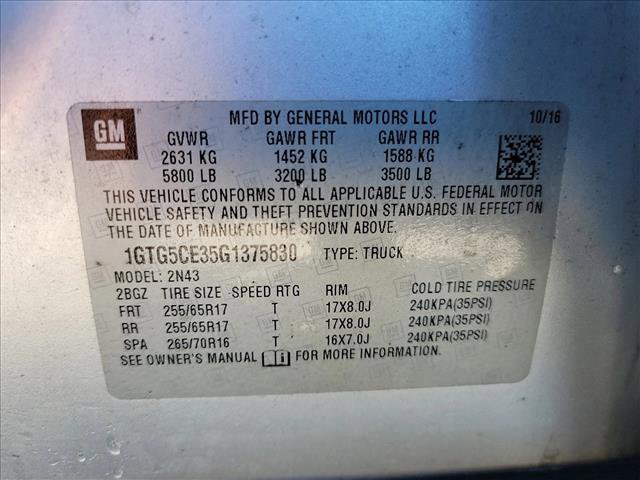 GM
MFD BY GENERAL MOTORS LLC 10/16
GVWR GAWR FRT GAWR RR
2631 KG 1452 KG 1588 KG
5800 LB 3200 LB 3500 LB
THIS VEHICLE CONFORMS TO ALL APPLICABLE U.S. FEDERAL MOTOR
VEHICLE SAFETY AND THEFT PREVENTION STANDARDS IN EFFECT ON
THE DATE OF MANUFACTURE SHOWN ABOVE.
1GTG5CE35G1375830 TYPE: TRUCK
MODEL: 2N43
2BGZ TIRE SIZE SPEED RTG RIM COLD TIRE PRESSURE
FRT 255/65R17 T 17X8.0J 240KPA(35PSI)
RR 255/65R17 T 17X8.0J 240KPA(35PSI)
SPA 265/70R16 T 16X7.0J 240KPA(35PSI)
SEE OWNER'S MANUAL FOR MORE INFORMATION.